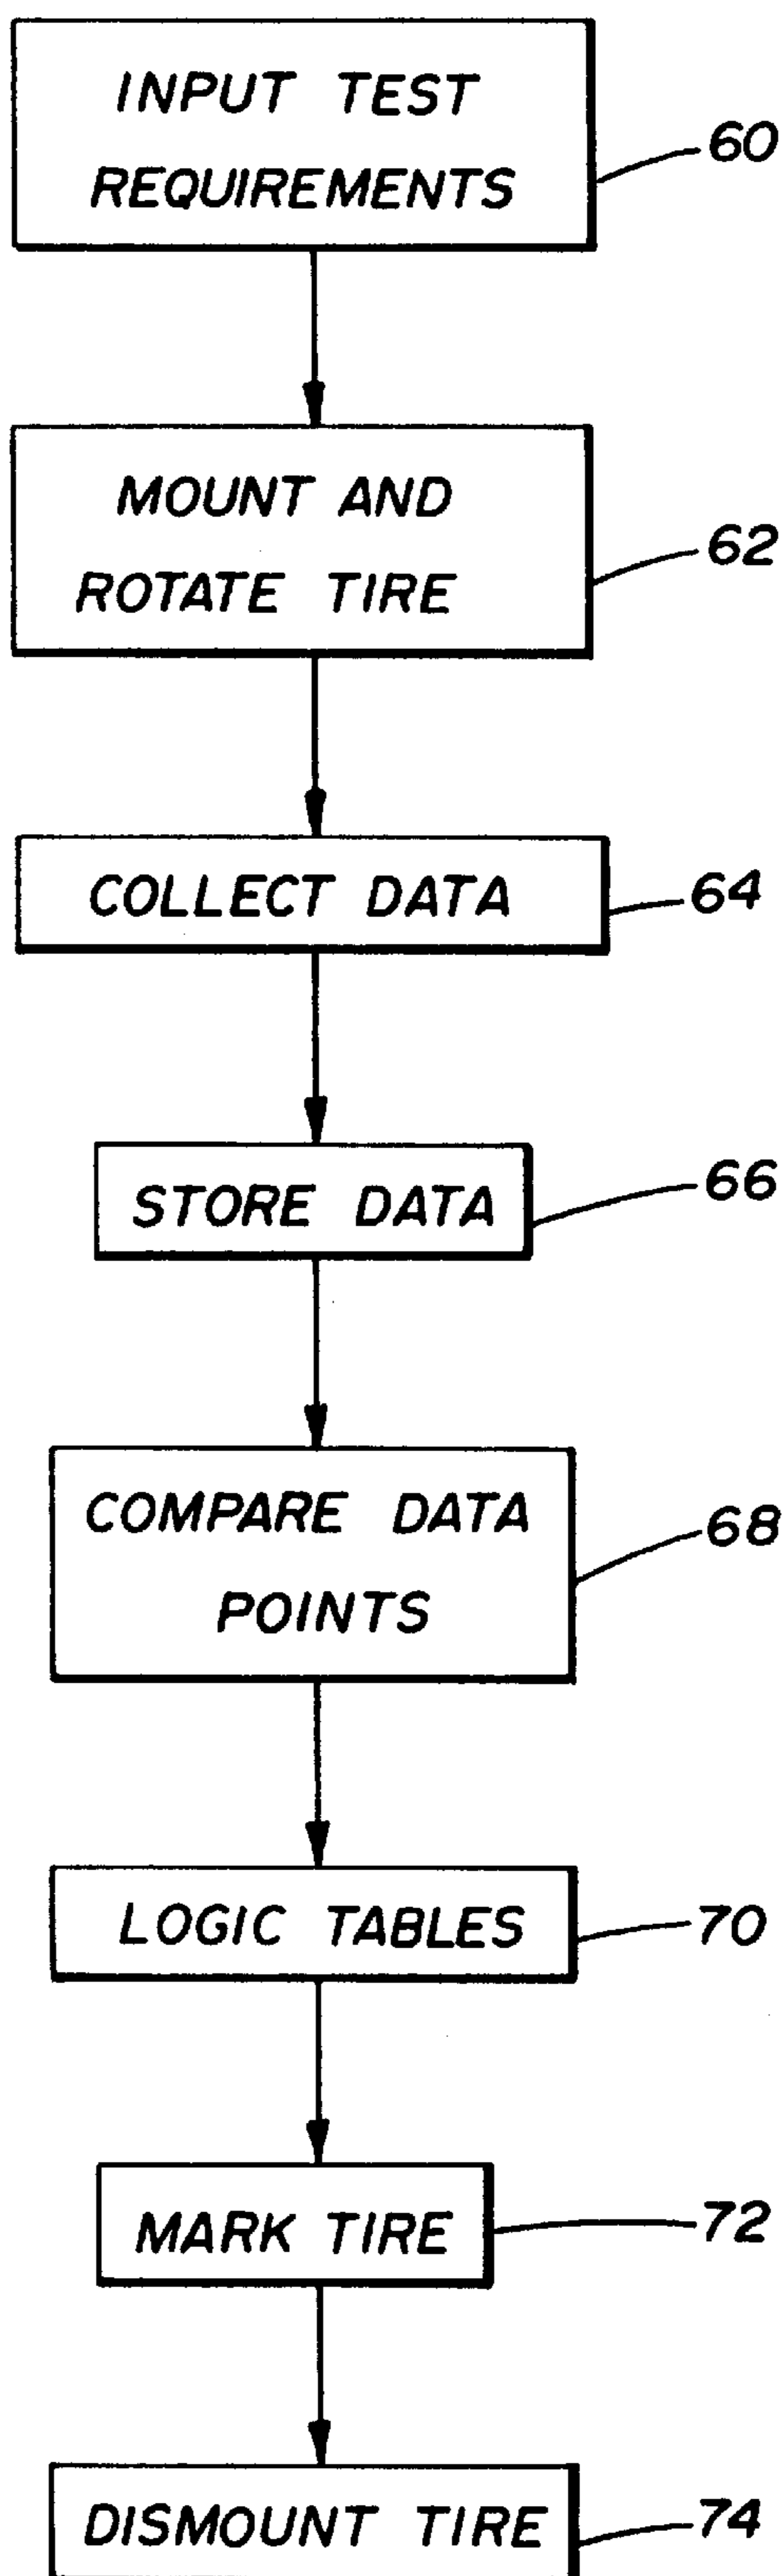 INPUT TEST
REQUIREMENTS
60
MOUNT AND
ROTATE TIRE
62
COLLECT DATA
64
STORE DATA
66
COMPARE DATA
POINTS
68
LOGIC TABLES
70
MARK TIRE
72
DISMOUNT TIRE
74